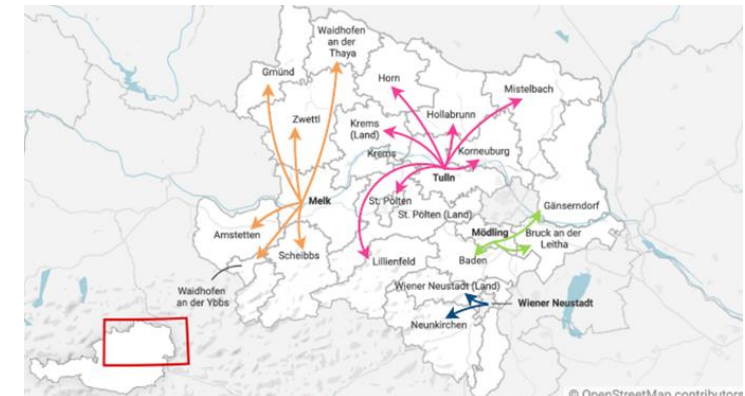 Waidhofen
an der
Thaya
Gmünd
Horn
Mistelbach
Zwettl
Hollabrunn
Krems
(Land)
Krems
Korneuburg
Tulln
Melk
St. Pölten
St. Pölten (Land)
Gänserndorf
Amstetten
Mödling
Bruck an der
Leitha
Scheibbs
Lillienfeld
Baden
Waidhofen
an der Ybbs
Wiener Neustadt (Land)
Wiener Neustadt
Neunkirchen
© OpenStreetMap contributors